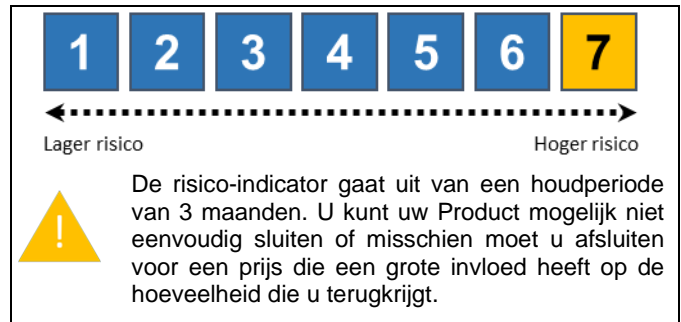 1 2 3 4 5 6 7
Lager risico Hoger risico
De risico-indicator gaat uit van een houdperiode
van 3 maanden. U kunt uw Product mogelijk niet
eenvoudig sluiten of misschien moet u afsluiten
voor een prijs die een grote invloed heeft op de
hoeveelheid die u terugkrijgt.
!